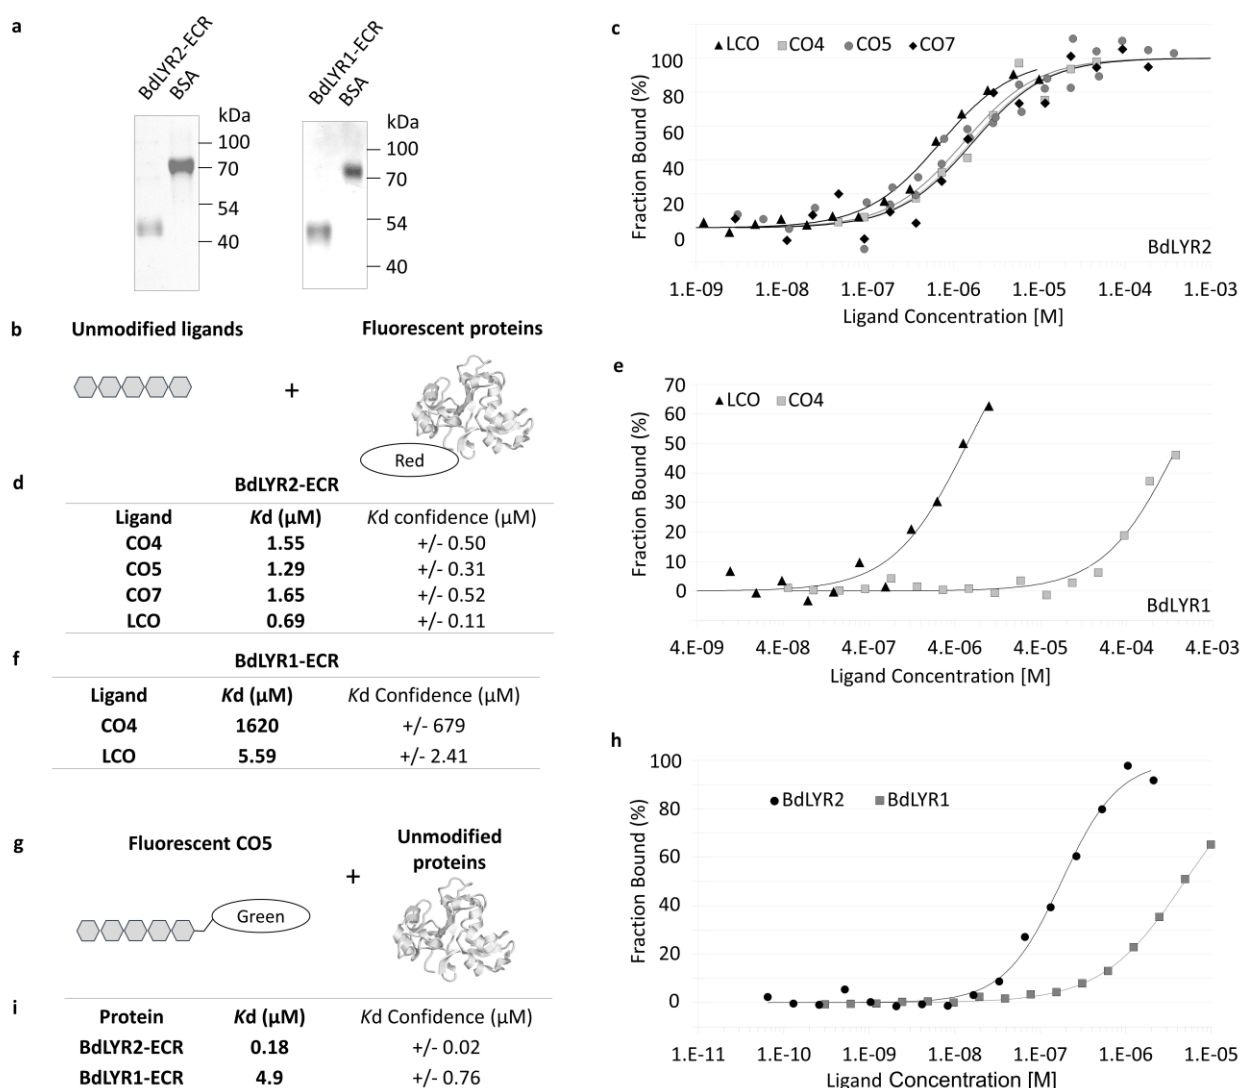 a
BdLYR2-ECR
BSA
kDa
100
70
54
40
BdLYR1-ECR
BSA
kDa
100
70
54
40
b
Unmodified ligands
+
Fluorescent proteins
Red
c
LCO CO4 CO5 CO7
Fraction Bound (%)
100
80
60
40
20
0
BdLYR2
1.E-09 1.E-08 1.E-07 1.E-06 1.E-05 1.E-04 1.E-03
Ligand Concentration [M]
d
BdLYR2-ECR
Ligand Kd (µM) Kd confidence (µM)
CO4 1.55 +/- 0.50
CO5 1.29 +/- 0.31
CO7 1.65 +/- 0.52
LCO 0.69 +/- 0.11
e
LCO CO4
Fraction Bound (%)
70
60
50
40
30
20
10
0
BdLYR1
4.E-09 4.E-08 4.E-07 4.E-06 4.E-05 4.E-04 4.E-03
Ligand Concentration [M]
f
BdLYR1-ECR
Ligand Kd (µM) Kd Confidence (µM)
CO4 1620 +/- 679
LCO 5.59 +/- 2.41
g
Fluorescent CO5
+
Unmodified
proteins
Green
h
BdLYR2 BdLYR1
Fraction Bound (%)
100
80
60
40
20
0
1.E-11 1.E-10 1.E-09 1.E-08 1.E-07 1.E-06 1.E-05
Ligand Concentration [M]
i
Protein Kd (µM) Kd Confidence (µM)
BdLYR2-ECR 0.18 +/- 0.02
BdLYR1-ECR 4.9 +/- 0.76